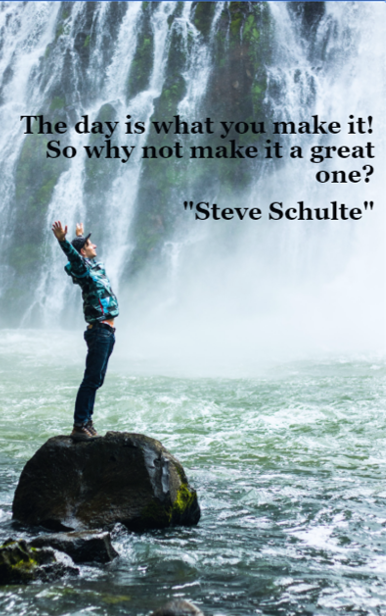 The day is what you make it!
So why not make it a great
one?
"Steve Schulte"